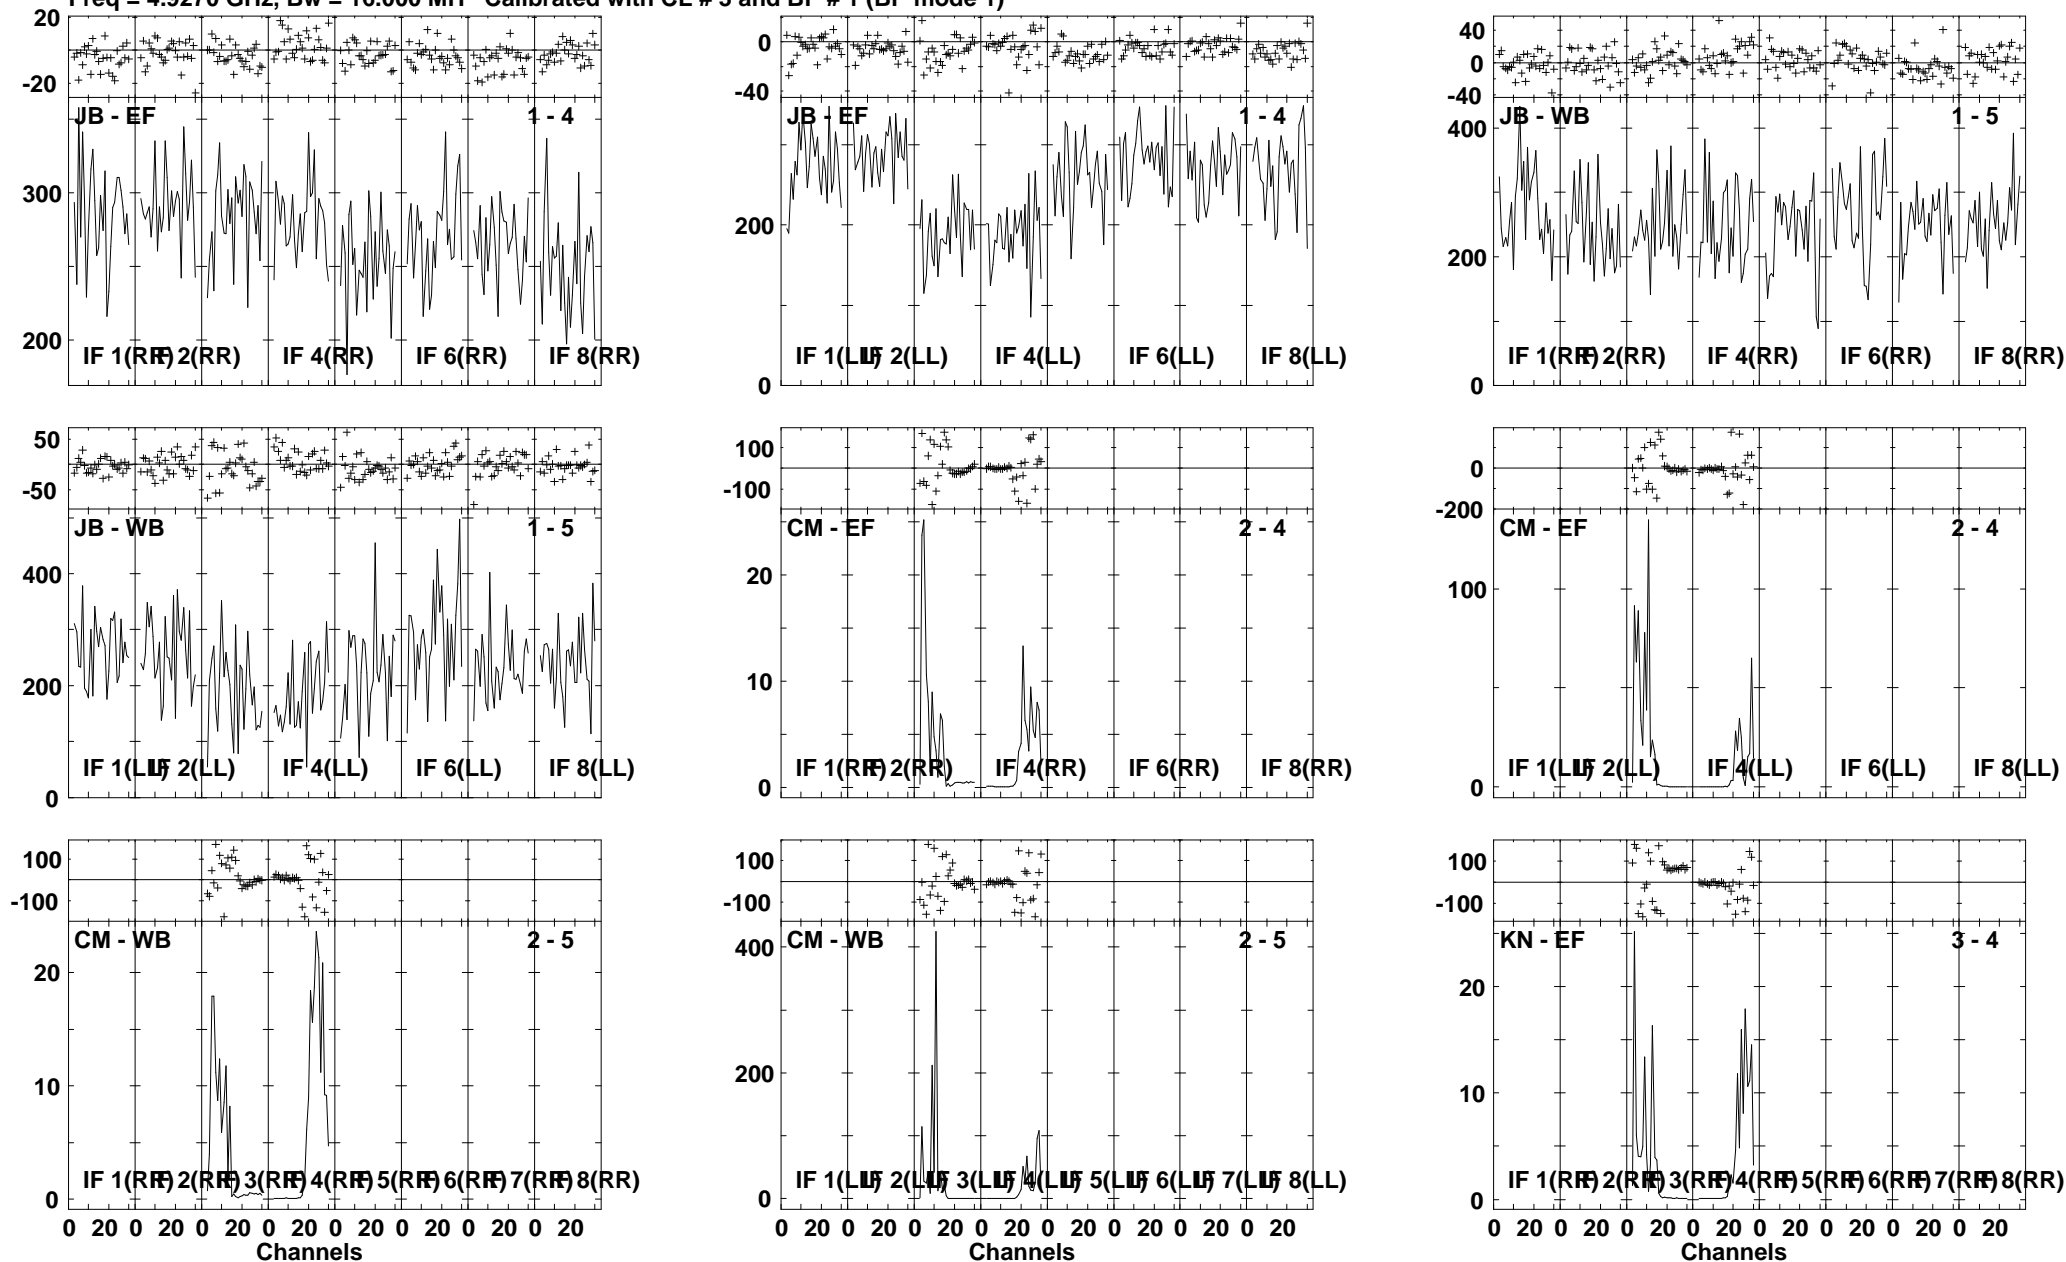 Freq = 4.9270 GHz, Bw = 16.000 MH Calibrated with CL # 3 and BP # 1 (BP mode 1)
20
-20
JB - EF 1 - 4
300
200
IF 1(RR) IF 2(RR) IF 4(RR) IF 6(RR) IF 8(RR)
0
-40
JB - EF 1 - 4
200
0
IF 1(LL) IF 2(LL) IF 4(LL) IF 6(LL) IF 8(LL)
40
0
-40
JB - WB 1 - 5
400
200
0
IF 1(RR) IF 2(RR) IF 4(RR) IF 6(RR) IF 8(RR)
50
-50
JB - WB 1 - 5
400
200
0
IF 1(LL) IF 2(LL) IF 4(LL) IF 6(LL) IF 8(LL)
100
-100
CM - EF 2 - 4
20
10
0
IF 1(RR) IF 2(RR) IF 4(RR) IF 6(RR) IF 8(RR)
0
-200
CM - EF 2 - 4
100
0
IF 1(LL) IF 2(LL) IF 4(LL) IF 6(LL) IF 8(LL)
100
-100
CM - WB 2 - 5
20
10
0
IF 1(RR) IF 2(RR) IF 3(RR) IF 4(RR) IF 5(RR) IF 6(RR) IF 7(RR) IF 8(RR)
0 20 0 20 0 20 0 20 0 20 0 20 0 20 0 20
Channels
100
-100
CM - WB 2 - 5
400
200
0
IF 1(LL) IF 2(LL) IF 3(LL) IF 4(LL) IF 5(LL) IF 6(LL) IF 7(LL) IF 8(LL)
0 20 0 20 0 20 0 20 0 20 0 20 0 20 0 20
Channels
100
-100
KN - EF 3 - 4
20
10
0
IF 1(RR) IF 2(RR) IF 3(RR) IF 4(RR) IF 5(RR) IF 6(RR) IF 7(RR) IF 8(RR)
0 20 0 20 0 20 0 20 0 20 0 20 0 20 0 20
Channels